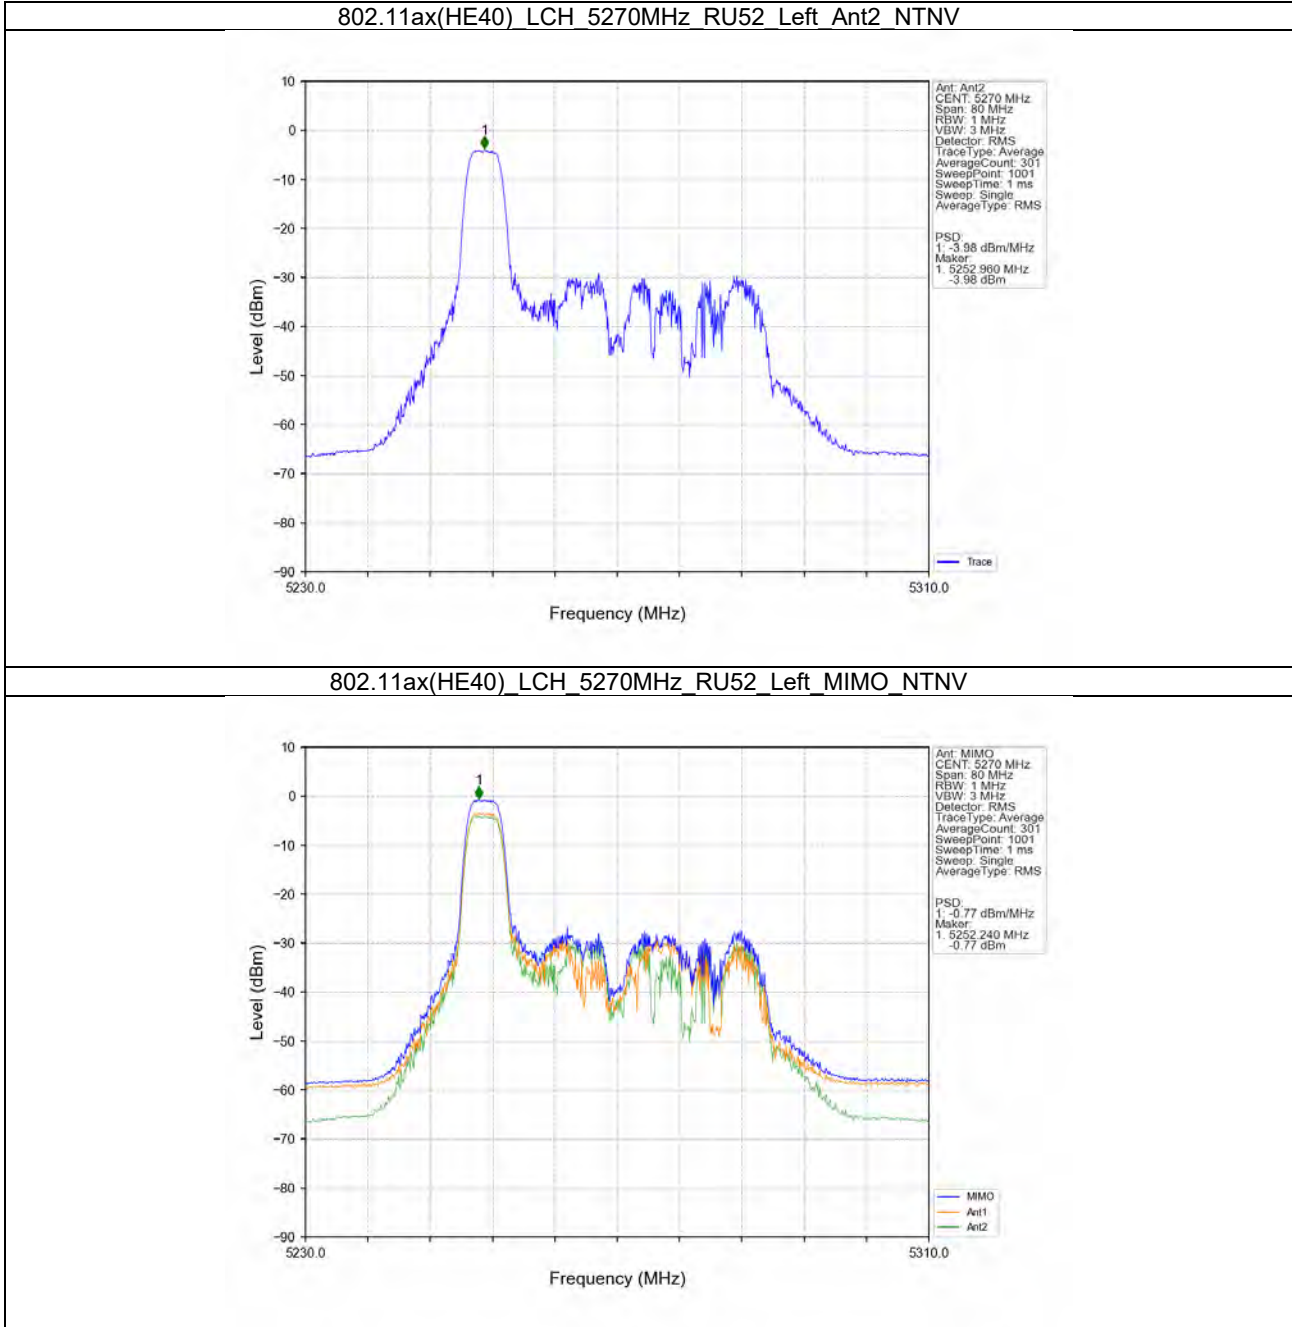 802.11ax(HE40)_LCH_5270MHz_RU52_Left_Ant2_NTNV
10
0
−10
−20
−30
−40
−50
−60
−70
−80
−90
Level (dBm)
1
5230.0
5310.0
Frequency (MHz)
Ant: Ant2
CENT: 5270 MHz
Span: 80 MHz
RBW: 1 MHz
VBW: 3 MHz
Detector: RMS
TraceType: Average
AverageCount: 301
SweepPoint: 1001
SweepTime: 1 ms
Sweep: Single
AverageType: RMS
PSD:
1: -3.98 dBm/MHz
Maker:
1. 5252.960 MHz
-3.98 dBm
Trace
802.11ax(HE40)_LCH_5270MHz_RU52_Left_MIMO_NTNV
10
0
−10
−20
−30
−40
−50
−60
−70
−80
−90
Level (dBm)
1
5230.0
5310.0
Frequency (MHz)
Ant: MIMO
CENT: 5270 MHz
Span: 80 MHz
RBW: 1 MHz
VBW: 3 MHz
Detector: RMS
TraceType: Average
AverageCount: 301
SweepPoint: 1001
SweepTime: 1 ms
Sweep: Single
AverageType: RMS
PSD:
1: -0.77 dBm/MHz
Maker:
1. 5252.240 MHz
-0.77 dBm
MIMO
Ant1
Ant2